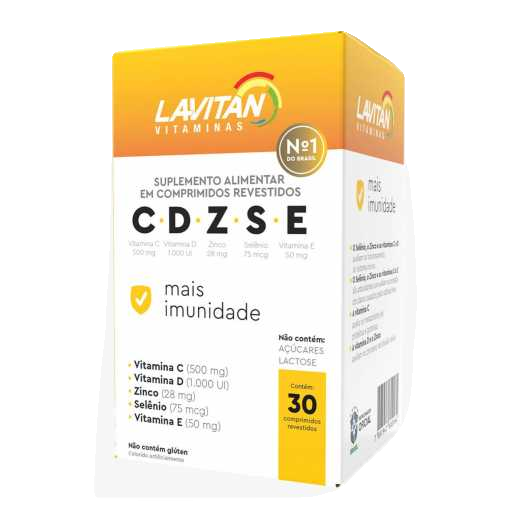 LAVITAN
VITAMINAS
Nº1
DO BRASIL
SUPLEMENTO ALIMENTAR
EM COMPRIMIDOS REVESTIDOS
C·D·Z·S·E
Vitamina C Vitamina D Zinco Selênio Vitamina E
500 mg 1.000 UI 28 mg 75 mcg 50 mg
mais
imunidade
Não contém:
AÇÚCARES
LACTOSE
• Vitamina C (500 mg)
• Vitamina D (1.000 UI)
• Zinco (28 mg)
• Selênio (75 mcg)
• Vitamina E (50 mg)
Contém:
30
comprimidos
revestidos
Não contém glúten
Colorido artificialmente
mais
imunidade
A vitamina C